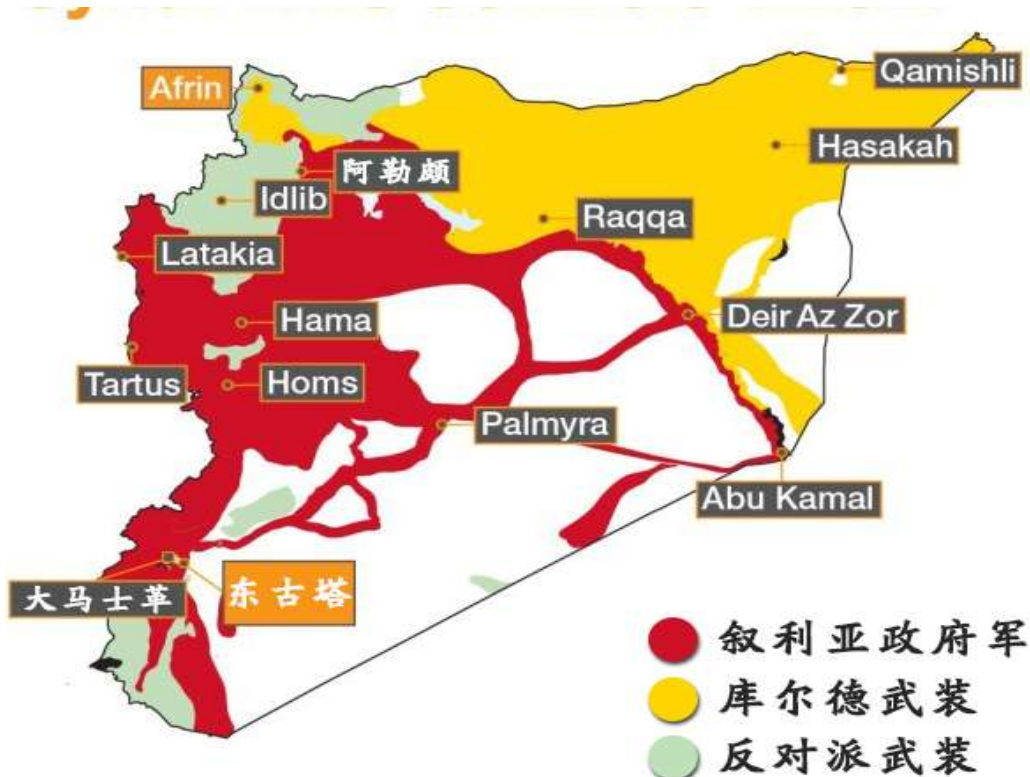 Afrin
Qamishli
Hasakah
阿勒颇
Idlib
Raqqa
Latakia
Hama
Deir Az Zor
Tartus
Homs
Palmyra
Abu Kamal
大马士革
东古塔
叙利亚政府军
库尔德武装
反对派武装